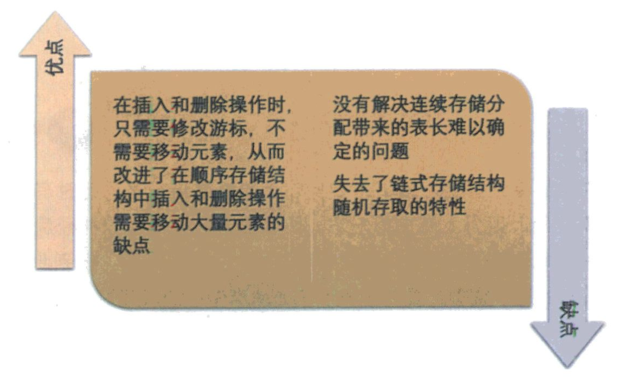 优点
在插入和删除操作时，
只需要修改游标，不
需要移动元素，从而
改进了在顺序存储结
构中插入和删除操作
需要移动大量元素的
缺点
没有解决连续存储分
配带来的表长难以确
定的问题
失去了链式存储结构
随机存取的特性
缺点